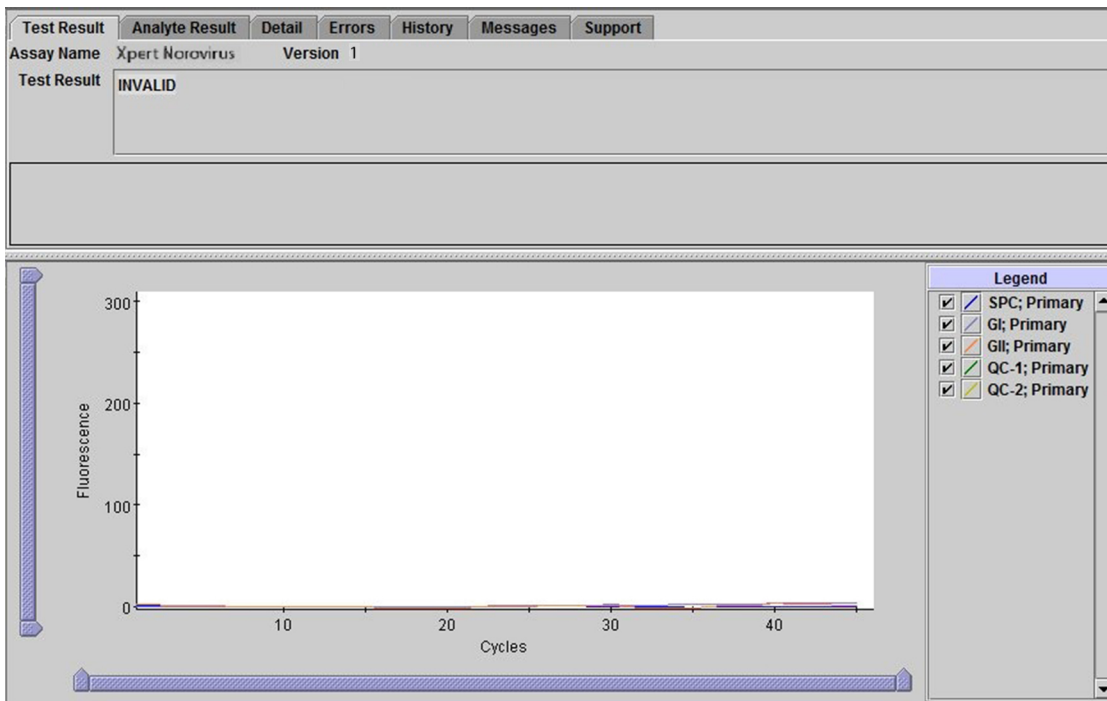 Test Result Analyte Result Detail Errors History Messages Support
Assay Name Xpert Norovirus Version 1
Test Result INVALID
Legend
SPC; Primary
GI; Primary
GII; Primary
QC-1; Primary
QC-2; Primary
300
200
100
0
Fluorescence
10 20 30 40
Cycles